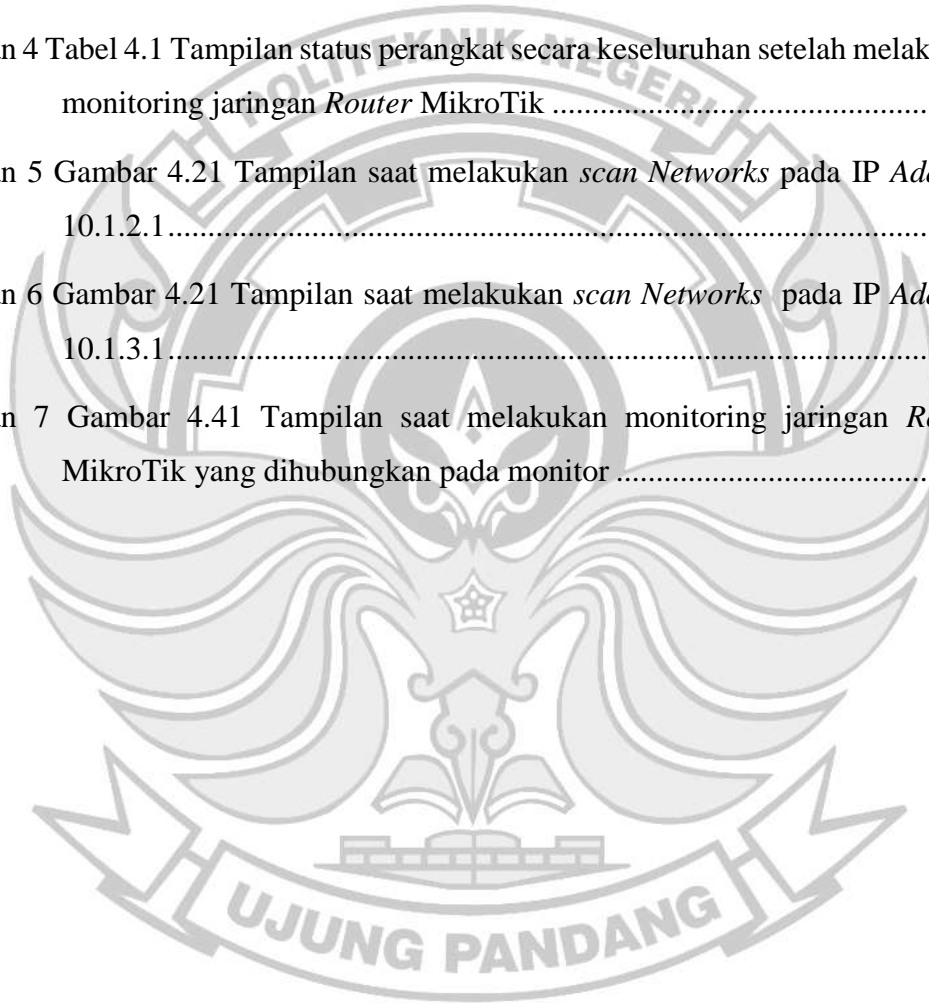 n 4 Tabel 4.1 Tampilan status perangkat secara keseluruhan setelah melak
monitoring jaringan Router MikroTik ................................................
n 5 Gambar 4.21 Tampilan saat melakukan scan Networks pada IP Add
10.1.2.1................................................................................................
n 6 Gambar 4.21 Tampilan saat melakukan scan Networks pada IP Add
10.1.3.1................................................................................................
n 7 Gambar 4.41 Tampilan saat melakukan monitoring jaringan R
MikroTik yang dihubungkan pada monitor ........................................
POLITEKNIK NEGERI
UJUNG PANDANG